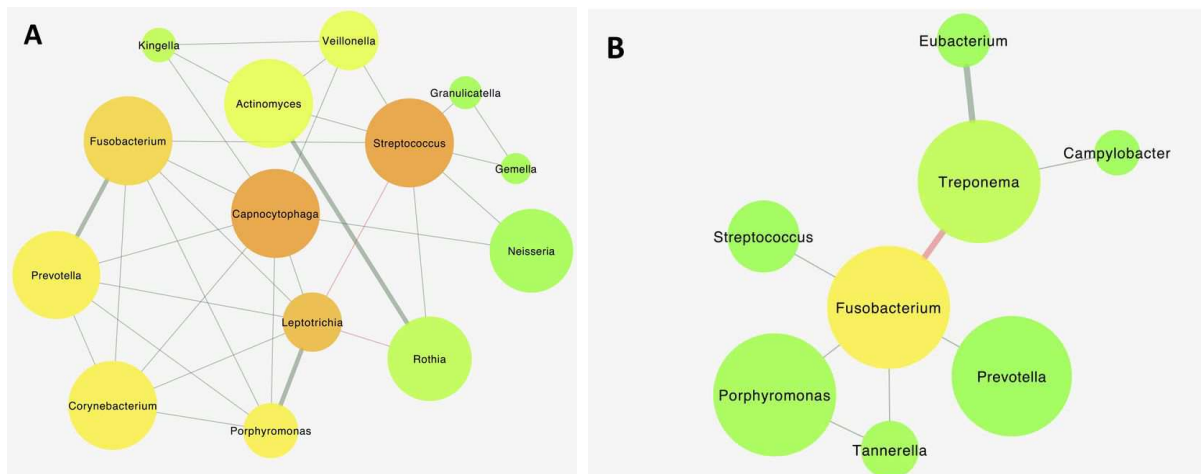 A
Kingella
Veillonella
Actinomyces
Granulicatella
Fusobacterium
Streptococcus
Gemella
Capnocytophaga
Neisseria
Prevotella
Leptotrichia
Rothia
Corynebacterium
Porphyromonas
B
Eubacterium
Campylobacter
Treponema
Streptococcus
Fusobacterium
Prevotella
Porphyromonas
Tannerella